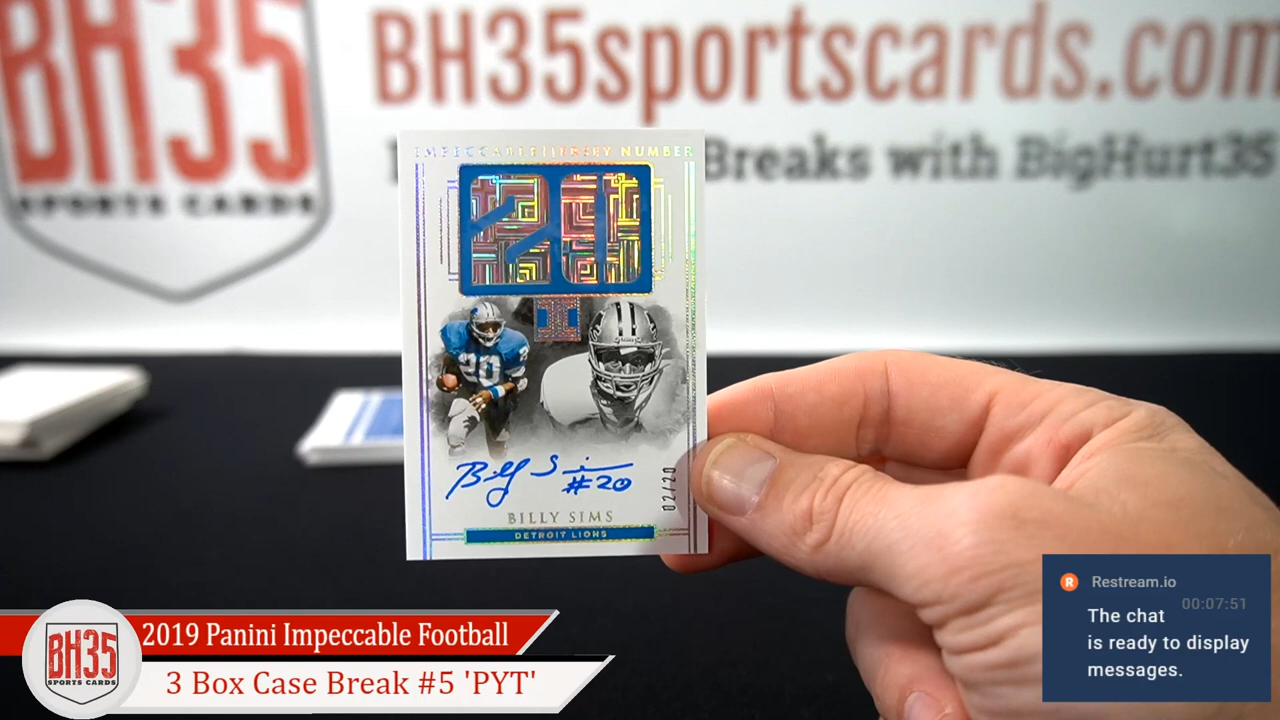 BH35
SPORTS CARDS
BH35sportscards.com
Breaks with BigHurt35
IMPECCABLE JERSEY NUMBER
20
20
Billy Sims
#20
02/20
BILLY SIMS
DETROIT LIONS
BH35
SPORTS CARDS
2019 Panini Impeccable Football
3 Box Case Break #5 'PYT'
Restream.io
00:07:51
The chat
is ready to display
messages.